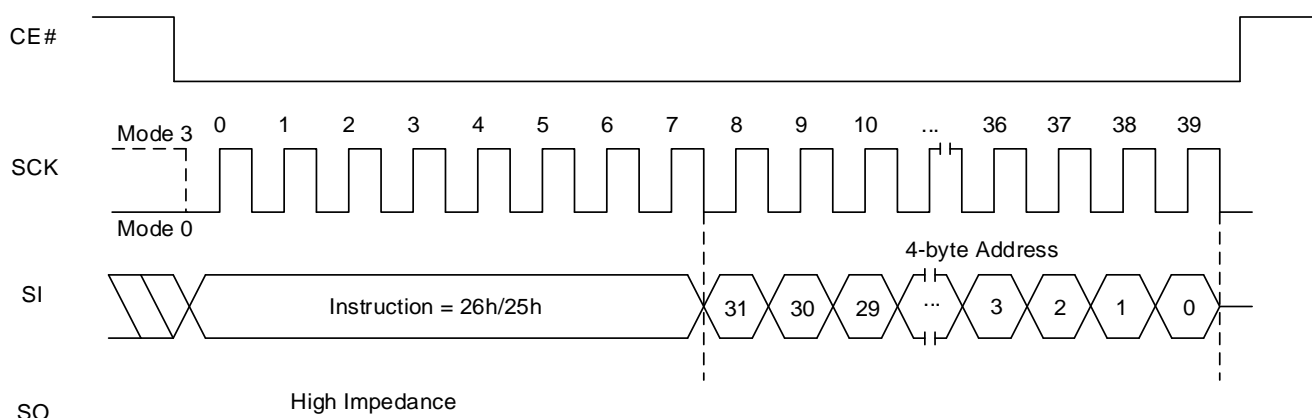 CE#
Mode 3 0 1 2 3 4 5 6 7 8 9 10 ... 36 37 38 39
SCK
Mode 0
4-byte Address
SI
Instruction = 26h/25h 31 30 29 ... 3 2 1 0
High Impedance
SO